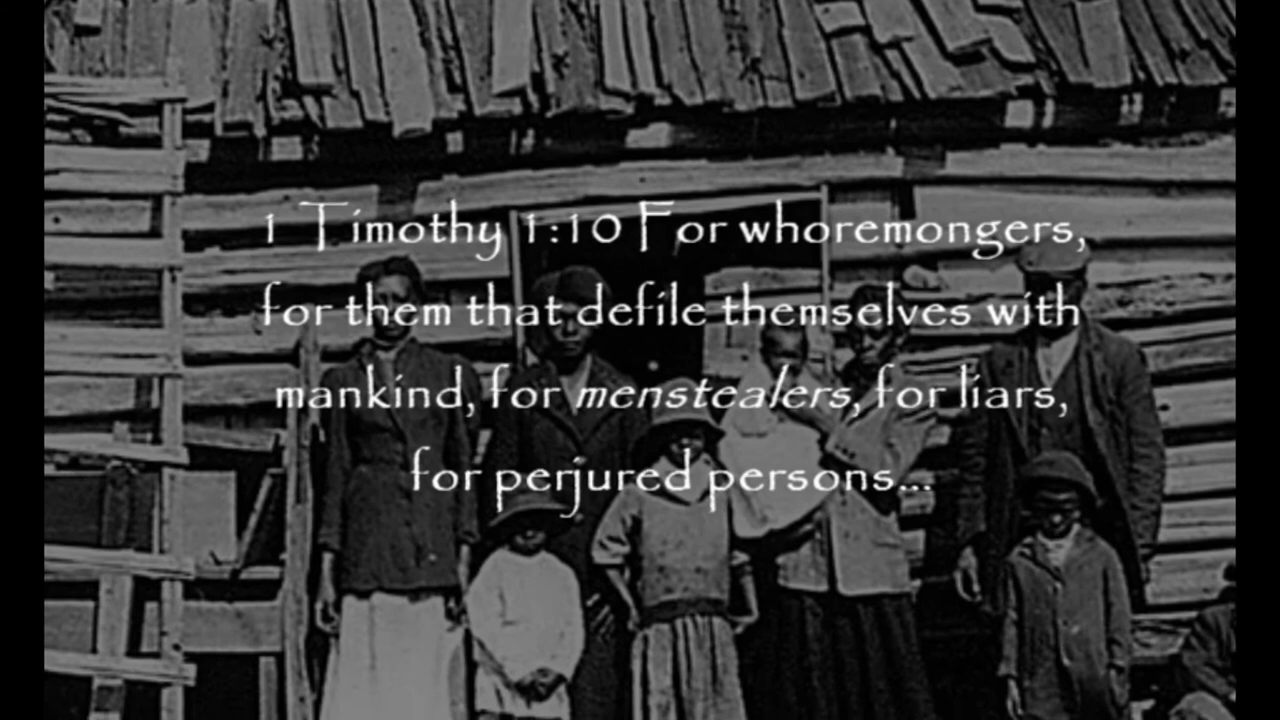 1 Timothy 1:10 For whoremongers,
for them that defile themselves with
mankind, for menstealers, for liars,
for perjured persons...